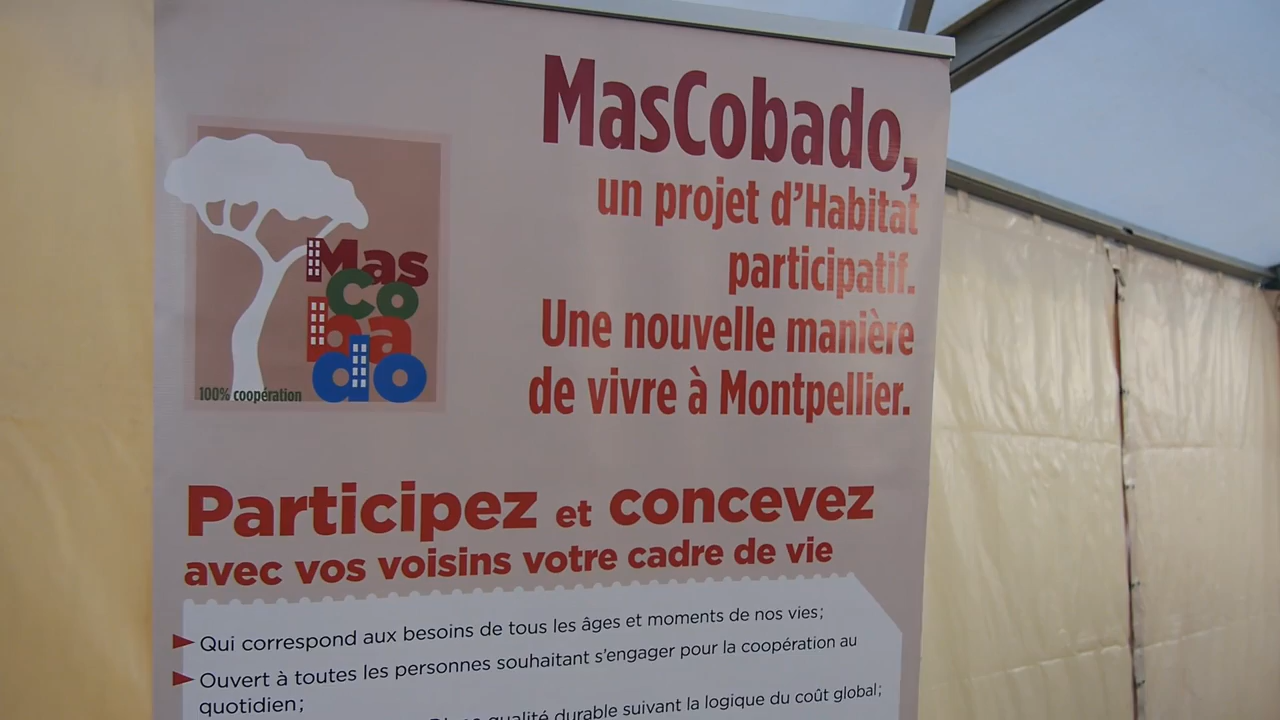 MasCobado,
un projet d'Habitat
participatif.
Une nouvelle manière
de vivre à Montpellier.
Mas
Co
ba
do
100% coopération
Participez et concevez
avec vos voisins votre cadre de vie
Qui correspond aux besoins de tous les âges et moments de nos vies;
Ouvert à toutes les personnes souhaitant s'engager pour la coopération au
quotidien;
qualité durable suivant la logique du coût global;